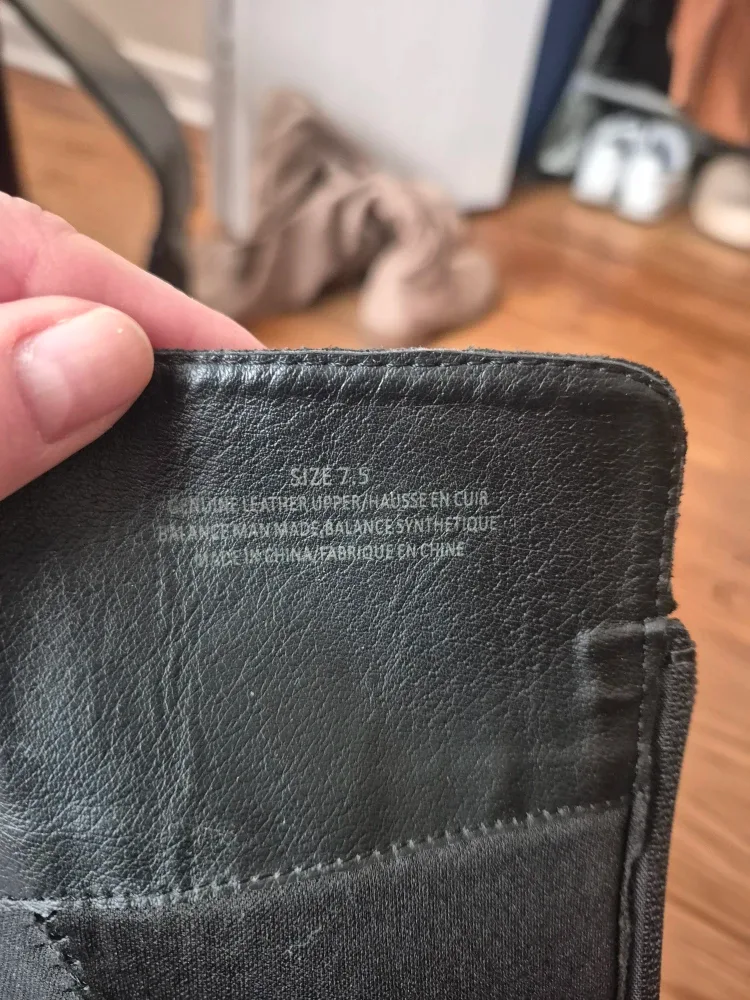 SIZE 7.5
GENUINE LEATHER UPPER/HAUSSE EN CUIR
BALANCE MAN MADE/BALANCE SYNTHETIQUE
MADE IN CHINA/FABRIQUE EN CHINE